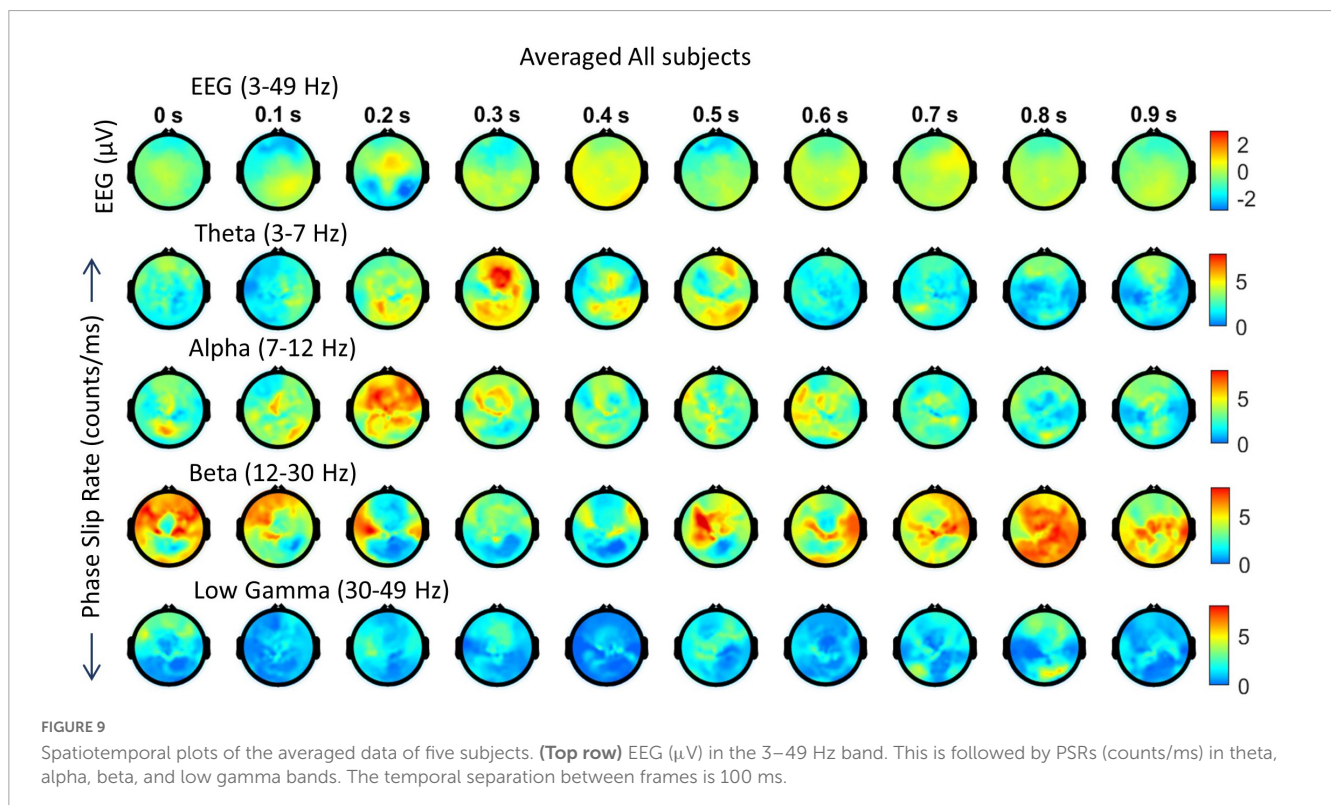 Averaged All subjects
EEG (3-49 Hz)
0 s 0.1 s 0.2 s 0.3 s 0.4 s 0.5 s 0.6 s 0.7 s 0.8 s 0.9 s
EEG (µV)
2
0
-2
Theta (3-7 Hz)
5
0
Alpha (7-12 Hz)
5
0
Phase Slip Rate (counts/ms)
Beta (12-30 Hz)
5
0
Low Gamma (30-49 Hz)
5
0
FIGURE 9
Spatiotemporal plots of the averaged data of five subjects. (Top row) EEG (µV) in the 3–49 Hz band. This is followed by PSRs (counts/ms) in theta,
alpha, beta, and low gamma bands. The temporal separation between frames is 100 ms.